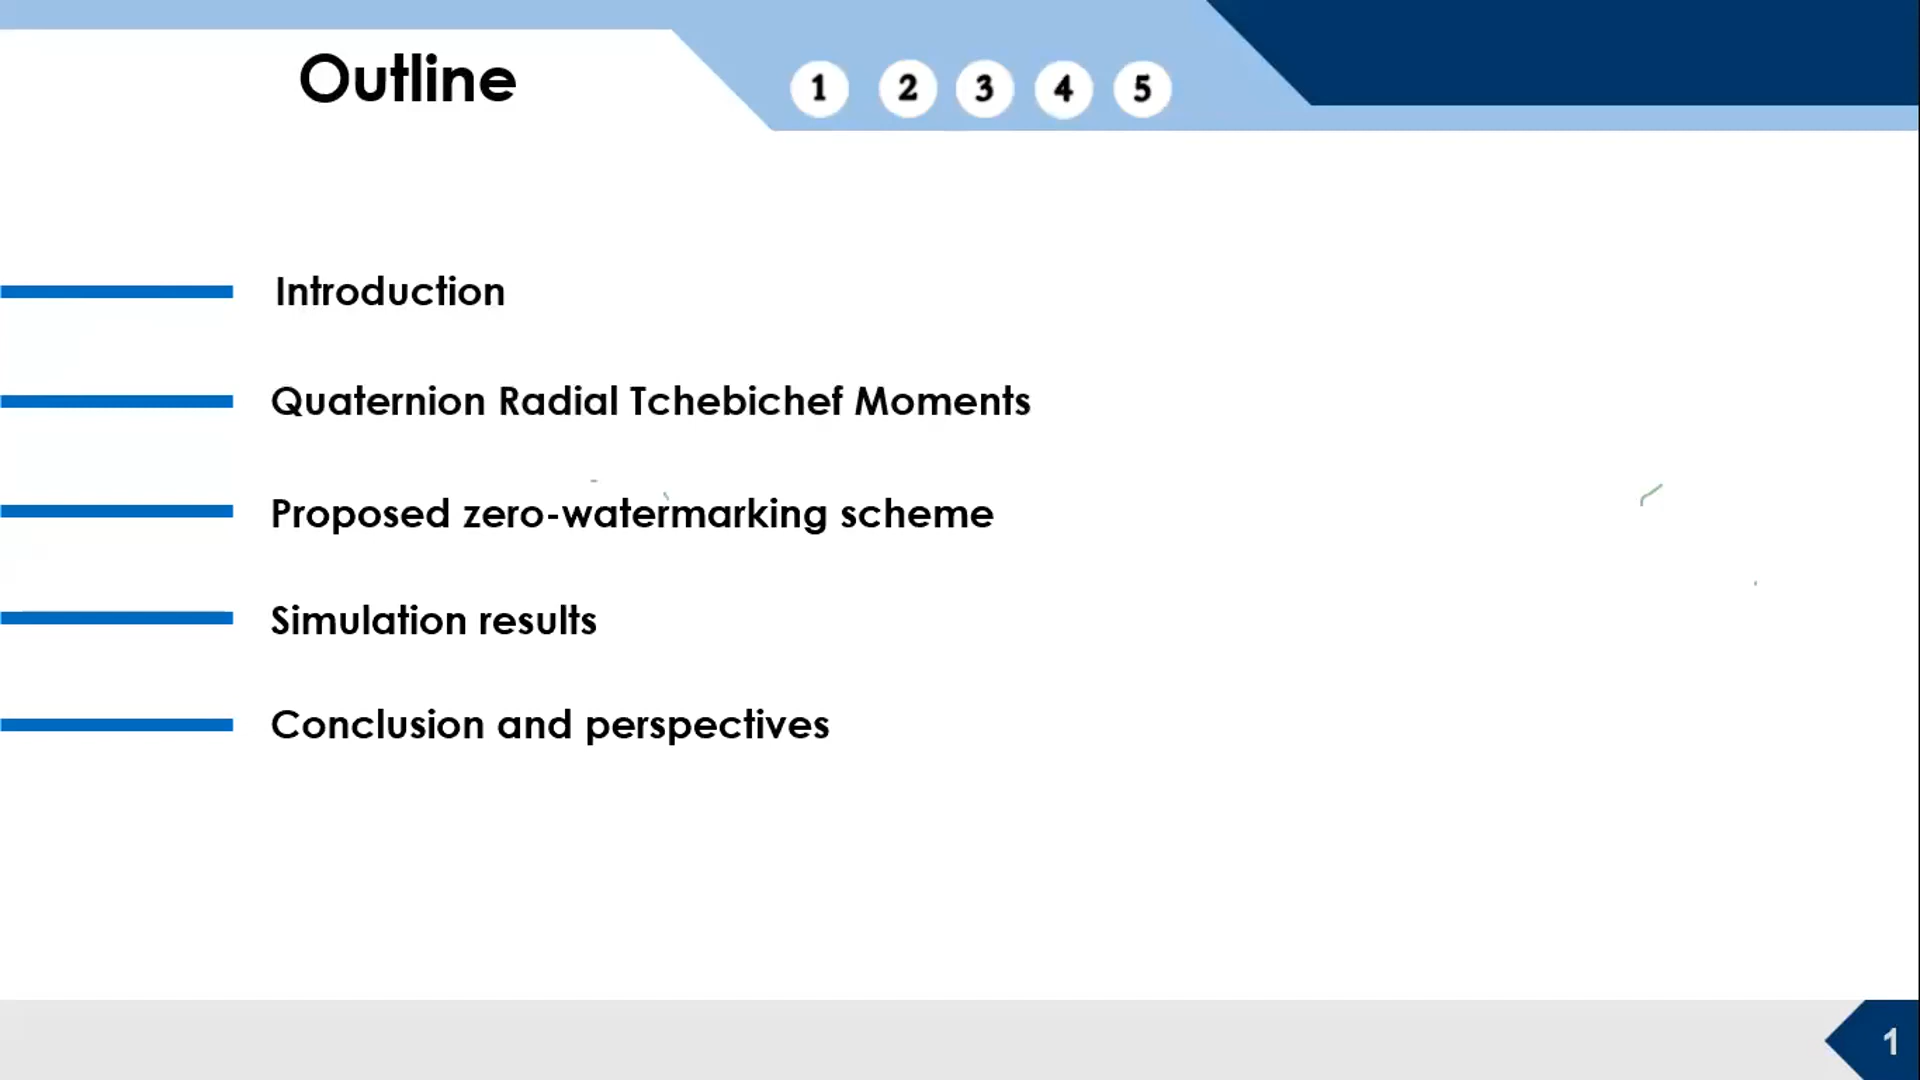 Outline
1 2 3 4 5
Introduction
Quaternion Radial Tchebichef Moments
Proposed zero-watermarking scheme
Simulation results
Conclusion and perspectives
1